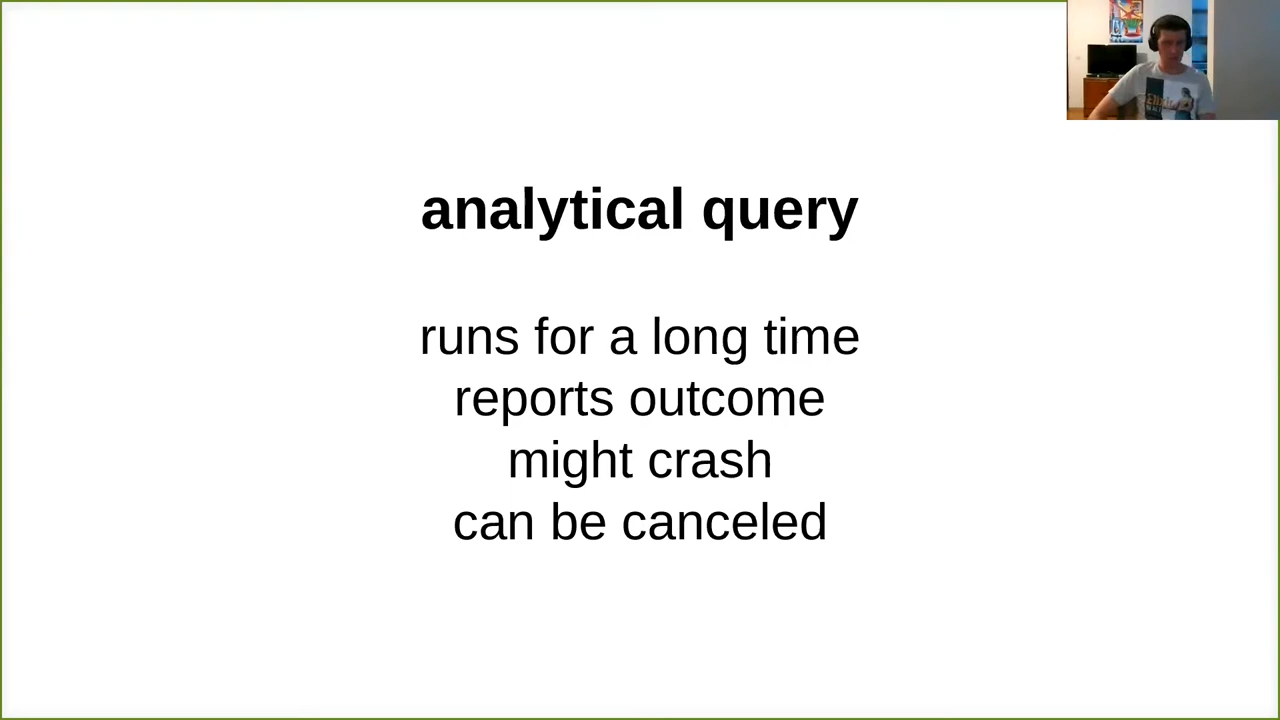 analytical query
runs for a long time
reports outcome
might crash
can be canceled